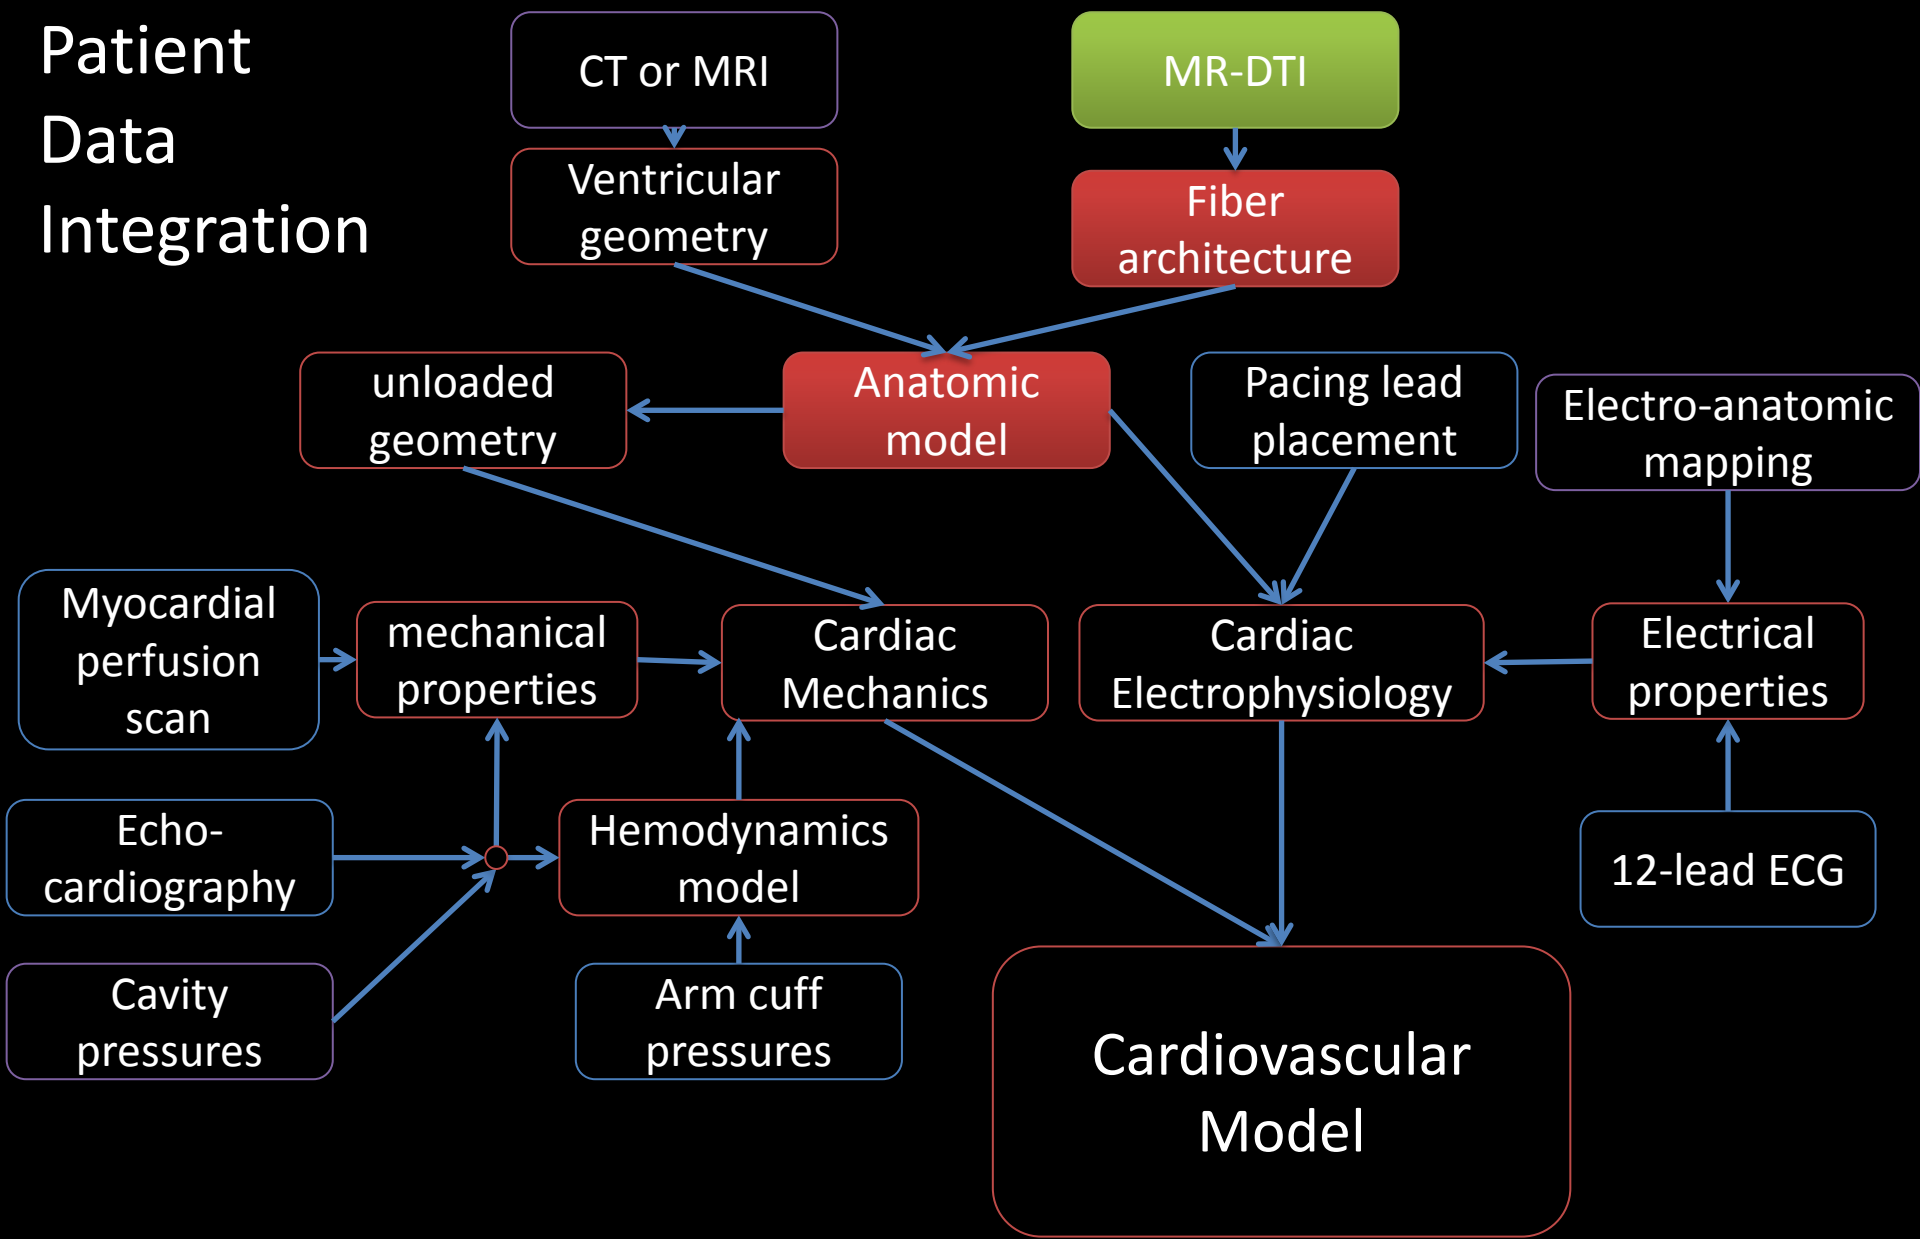 Patient
Data
Integration
CT or MRI
MR-DTI
Ventricular
geometry
Fiber
architecture
unloaded
geometry
Anatomic
model
Pacing lead
placement
Electro-anatomic
mapping
Myocardial
perfusion
scan
mechanical
properties
Cardiac
Mechanics
Cardiac
Electrophysiology
Electrical
properties
Echo-
cardiography
Hemodynamics
model
12-lead ECG
Cavity
pressures
Arm cuff
pressures
Cardiovascular
Model